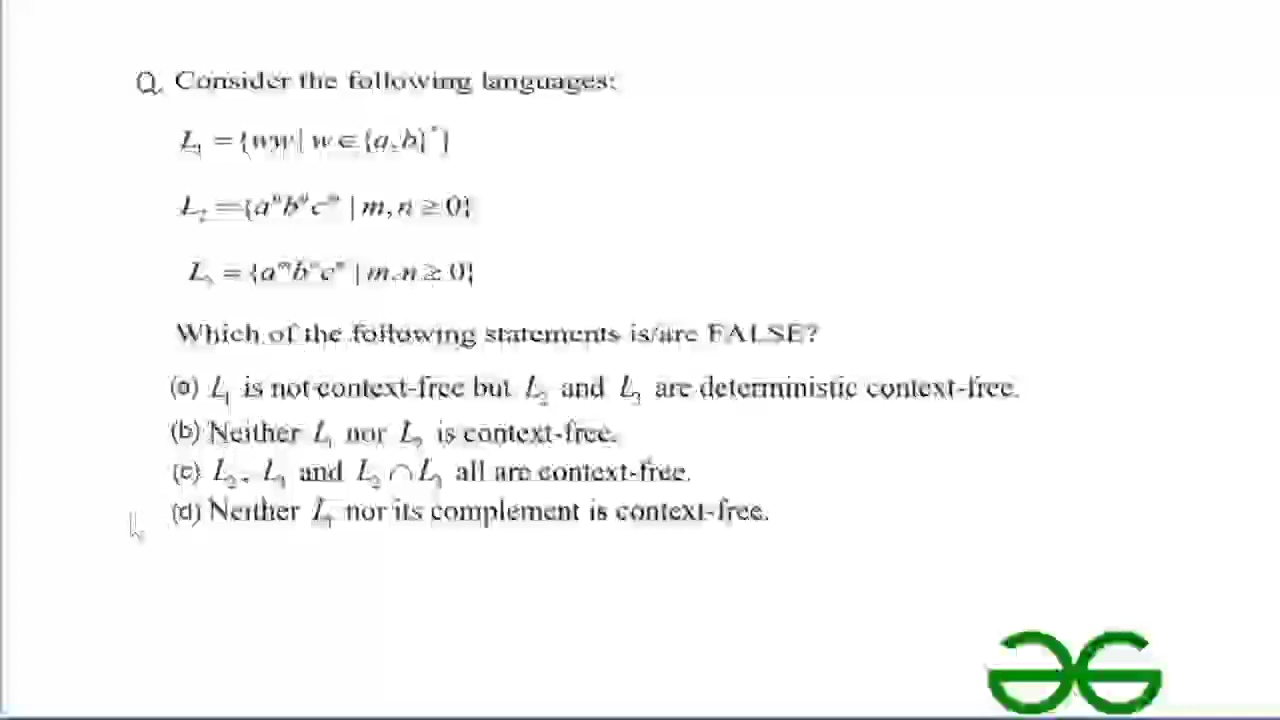 Q. Consider the following languages:
L₁ = {ww | w ∈ {a,b}*}
L₂ = {aⁿbⁿcᵐ | m, n ≥ 0}
L₃ = {aᵐbⁿcⁿ | m, n ≥ 0}
Which of the following statements is/are FALSE?
(a) L₁ is not context-free but L₂ and L₃ are deterministic context-free.
(b) Neither L₁ nor L₂ is context-free.
(c) L₂, L₃ and L₂ ∩ L₃ all are context-free.
(d) Neither L₁ nor its complement is context-free.